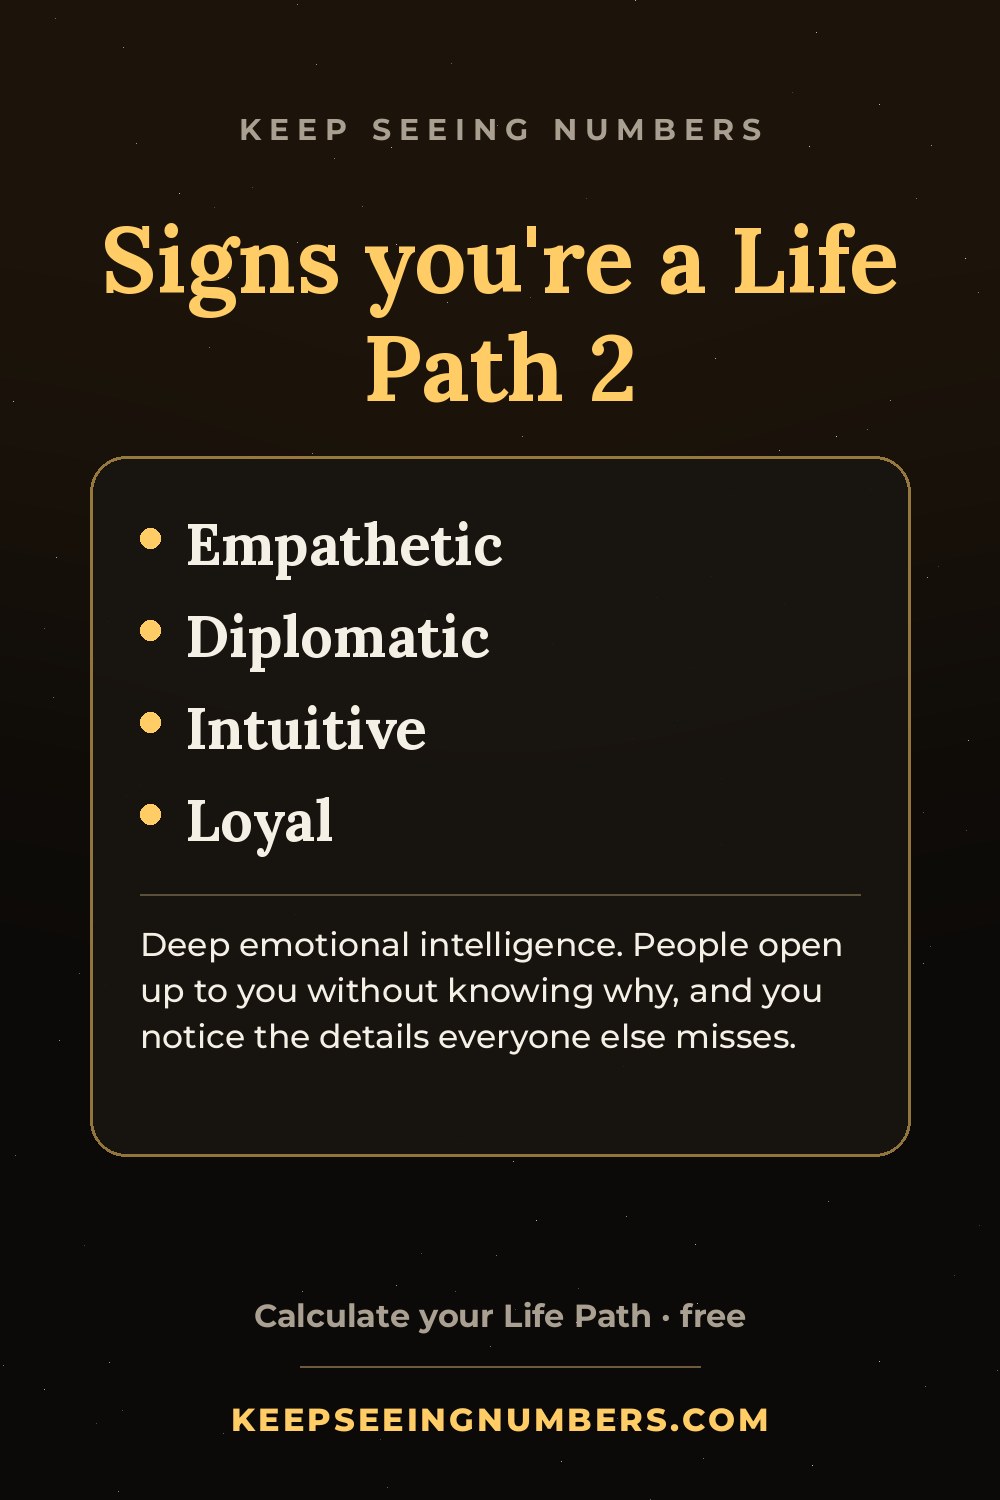 KEEP SEEING NUMBERS
Signs you're a Life
Path 2
Empathetic
Diplomatic
Intuitive
Loyal
Deep emotional intelligence. People open
up to you without knowing why, and you
notice the details everyone else misses.
Calculate your Life Path · free
KEEPSEEINGNUMBERS.COM